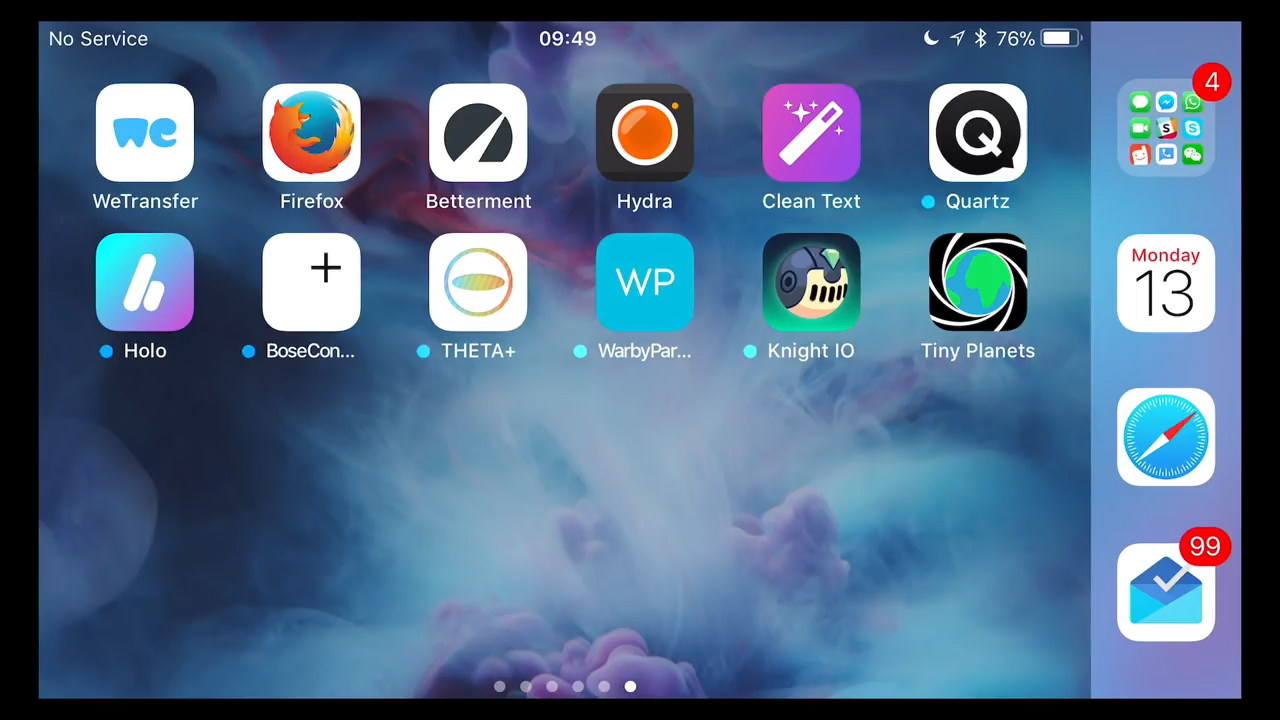 No Service
09:49
76%
we
WeTransfer
Firefox
Betterment
Hydra
Clean Text
Q
Quartz
Holo
BoseCon...
THETA+
WP
WarbyPar...
Knight IO
Tiny Planets
4
Monday
13
99